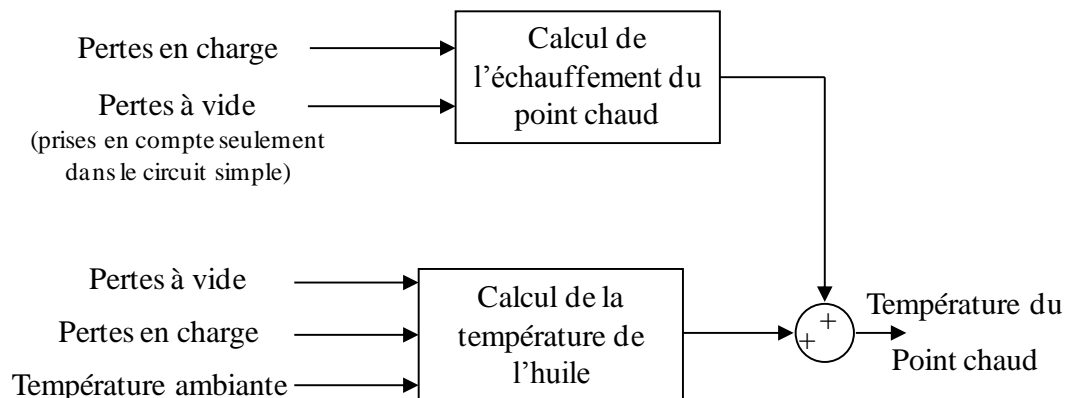 Pertes en charge
Pertes à vide
(prises en compte seulement
dans le circuit simple)
Calcul de
l'échauffement du
point chaud
Pertes à vide
Pertes en charge
Température ambiante
Calcul de la
température de
l'huile
+
+
Température du
Point chaud